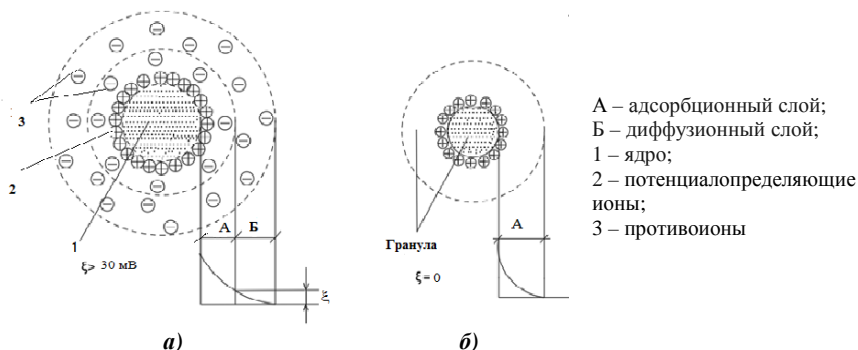 3
2
1
А
Б
ξ> 30 мВ
ξ
а)
Гранула
А
ξ = 0
б)
А – адсорбционный слой;
Б – диффузионный слой;
1 – ядро;
2 – потенциалопределяющие
ионы;
3 – противоионы